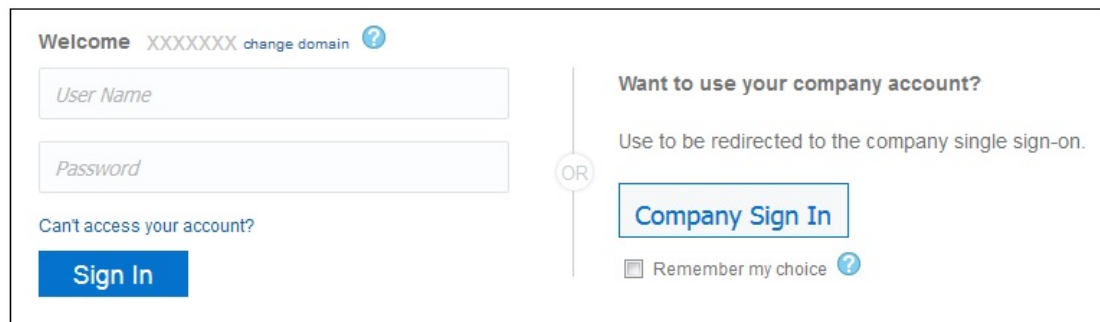 Welcome XXXXXXX change domain ?
User Name
Password
Can't access your account?
Sign In
OR
Want to use your company account?
Use to be redirected to the company single sign-on.
Company Sign In
Remember my choice ?